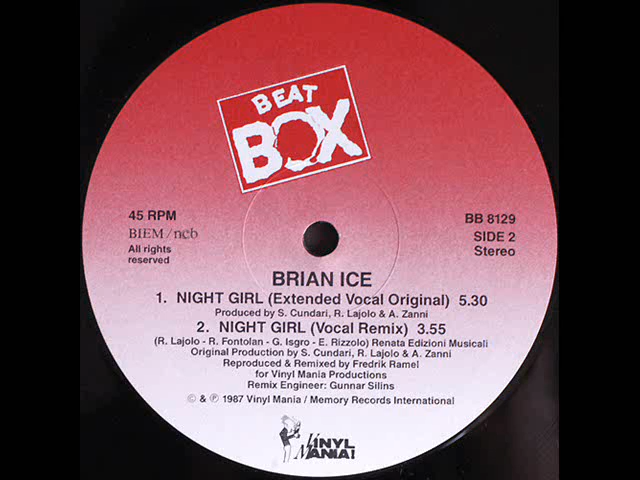 BEAT
BOX
45 RPM
BB 8129
BIEM/ncb
SIDE 2
All rights
reserved
Stereo
BRIAN ICE
1. NIGHT GIRL (Extended Vocal Original) 5.30
Produced by S. Cundari, R. Lajolo & A. Zanni
2. NIGHT GIRL (Vocal Remix) 3.55
(R. Lajolo - R. Fontolan - G. Isgro - E. Rizzolo) Renata Edizioni Musicali
Original Production by S. Cundari, R. Lajolo & A. Zanni
Reproduced & Remixed by Fredrik Ramel
for Vinyl Mania Productions
Remix Engineer: Gunnar Silins
© & ℗ 1987 Vinyl Mania / Memory Records International
VINYL
MANIA!